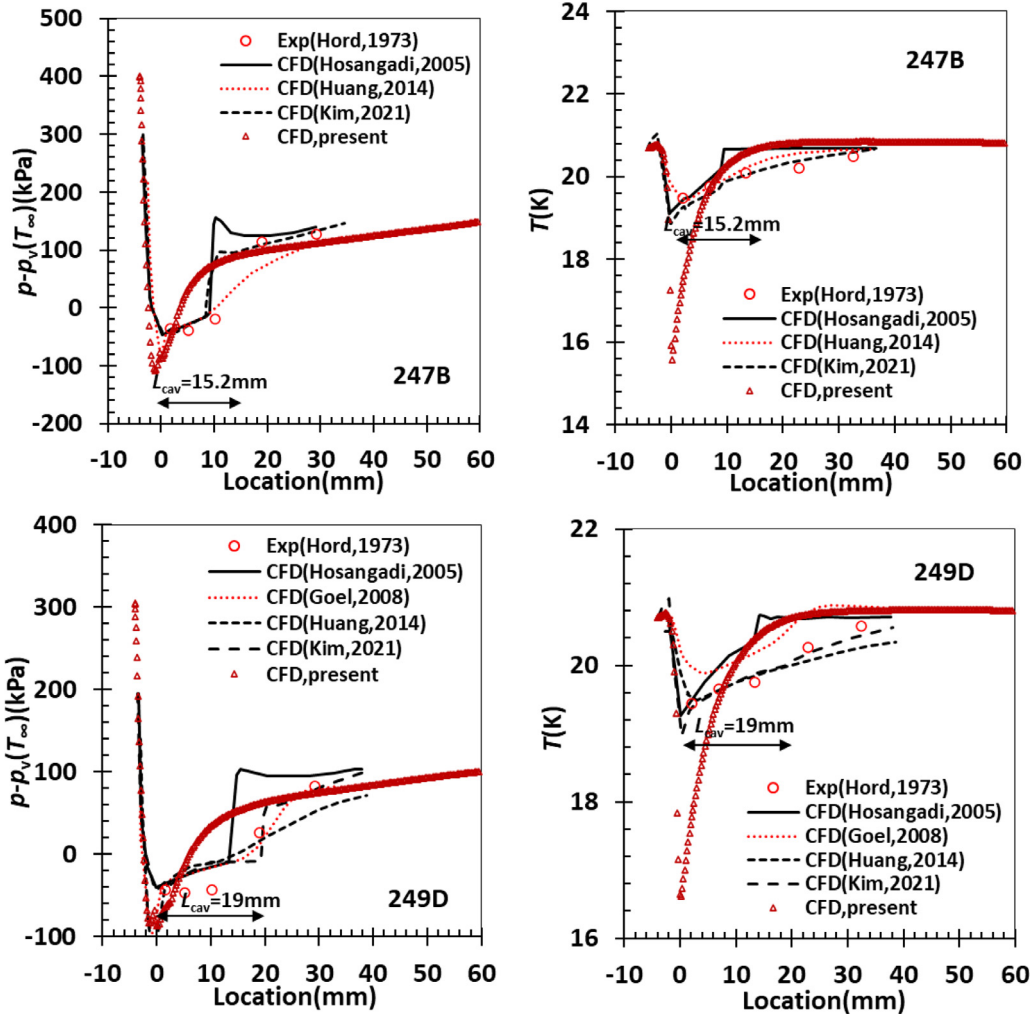 500
400
300
200
100
0
-100
-200
p-pv(T∞)(kPa)
Exp(Hord,1973)
CFD(Hosangadi,2005)
CFD(Huang,2014)
CFD(Kim,2021)
CFD,present
Lcav=15.2mm
247B
-10 0 10 20 30 40 50 60
Location(mm)
24
22
20
18
16
14
T(K)
247B
Lcav=15.2mm
Exp(Hord,1973)
CFD(Hosangadi,2005)
CFD(Huang,2014)
CFD(Kim,2021)
CFD,present
-10 0 10 20 30 40 50 60
Location(mm)
400
300
200
100
0
-100
p-pv(T∞)(kPa)
Exp(Hord,1973)
CFD(Hosangadi,2005)
CFD(Goel,2008)
CFD(Huang,2014)
CFD(Kim,2021)
CFD,present
Lcav=19mm
249D
-10 0 10 20 30 40 50 60
Location(mm)
22
20
18
16
T(K)
249D
Lcav=19mm
Exp(Hord,1973)
CFD(Hosangadi,2005)
CFD(Goel,2008)
CFD(Huang,2014)
CFD(Kim,2021)
CFD,present
-10 0 10 20 30 40 50 60
Location(mm)